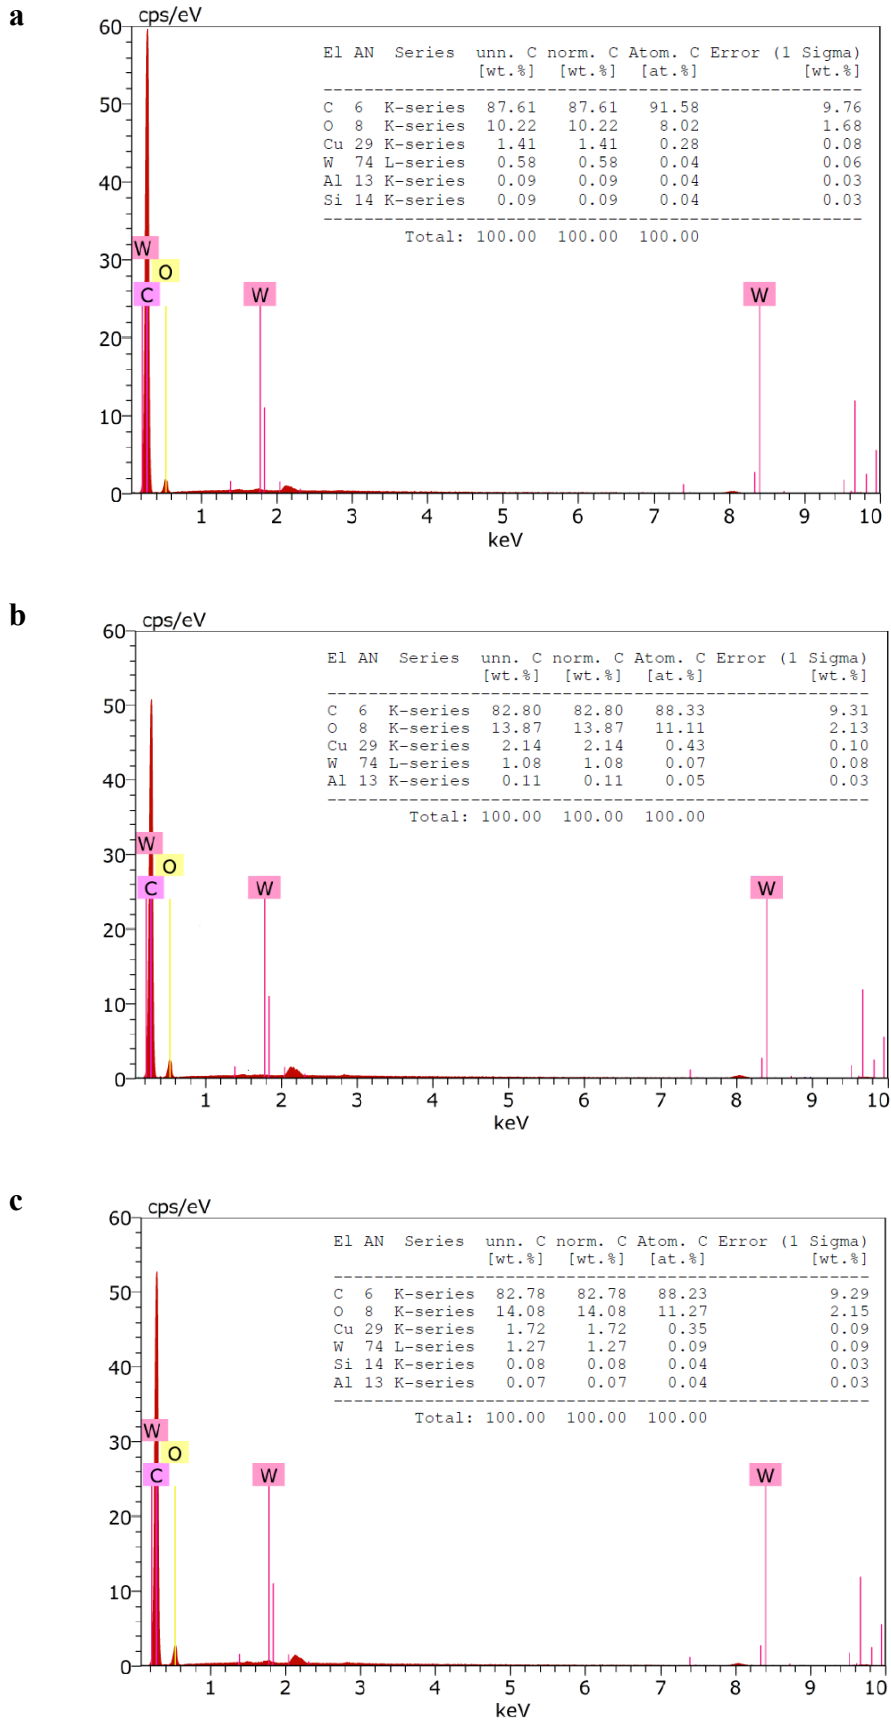 a
cps/eV
El AN Series unn. C norm. C Atom. C Error (1 Sigma)
[wt.%] [wt.%] [at.%] [wt.%]
C 6 K-series 87.61 87.61 91.58 9.76
O 8 K-series 10.22 10.22 8.02 1.68
Cu 29 K-series 1.41 1.41 0.28 0.08
W 74 L-series 0.58 0.58 0.04 0.06
Al 13 K-series 0.09 0.09 0.04 0.03
Si 14 K-series 0.09 0.09 0.04 0.03
Total: 100.00 100.00 100.00
60
50
40
30
20
10
0
W
O
C
W
W
1 2 3 4 5 6 7 8 9 10
keV
b
cps/eV
El AN Series unn. C norm. C Atom. C Error (1 Sigma)
[wt.%] [wt.%] [at.%] [wt.%]
C 6 K-series 82.80 82.80 88.33 9.31
O 8 K-series 13.87 13.87 11.11 2.13
Cu 29 K-series 2.14 2.14 0.43 0.10
W 74 L-series 1.08 1.08 0.07 0.08
Al 13 K-series 0.11 0.11 0.05 0.03
Total: 100.00 100.00 100.00
60
50
40
30
20
10
0
W
O
C
W
W
1 2 3 4 5 6 7 8 9 10
keV
c
cps/eV
El AN Series unn. C norm. C Atom. C Error (1 Sigma)
[wt.%] [wt.%] [at.%] [wt.%]
C 6 K-series 82.78 82.78 88.23 9.29
O 8 K-series 14.08 14.08 11.27 2.15
Cu 29 K-series 1.72 1.72 0.35 0.09
W 74 L-series 1.27 1.27 0.09 0.09
Si 14 K-series 0.08 0.08 0.04 0.03
Al 13 K-series 0.07 0.07 0.04 0.03
Total: 100.00 100.00 100.00
60
50
40
30
20
10
0
W
O
C
W
W
1 2 3 4 5 6 7 8 9 10
keV